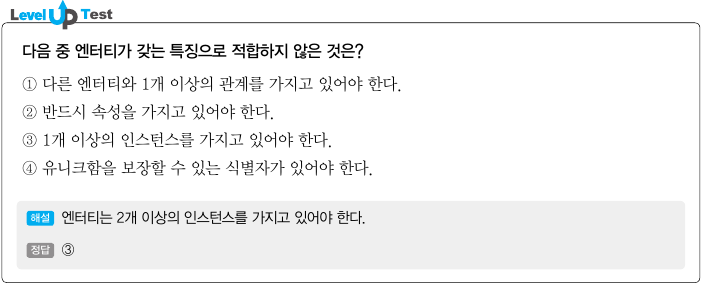 Level Up Test
다음 중 엔터티가 갖는 특징으로 적합하지 않은 것은?
① 다른 엔터티와 1개 이상의 관계를 가지고 있어야 한다.
② 반드시 속성을 가지고 있어야 한다.
③ 1개 이상의 인스턴스를 가지고 있어야 한다.
④ 유니크함을 보장할 수 있는 식별자가 있어야 한다.
해설 엔터티는 2개 이상의 인스턴스를 가지고 있어야 한다.
정답 ③